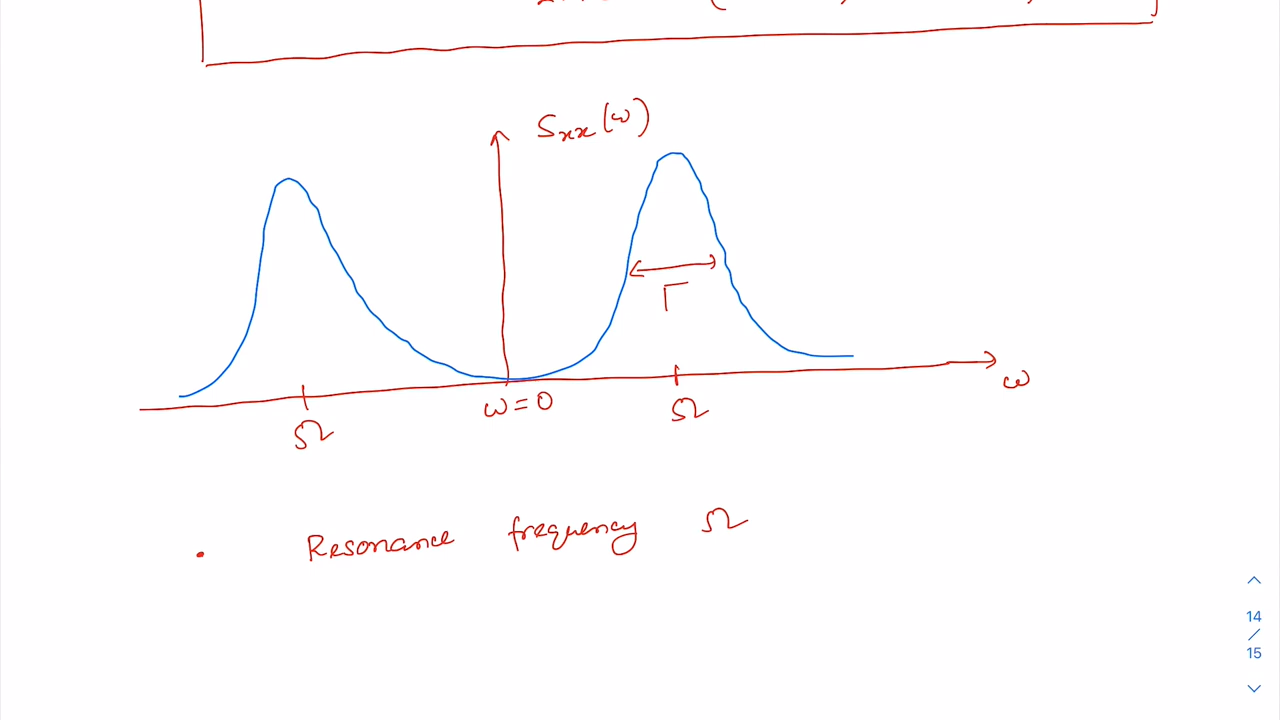 Sxx(ω)
Γ
ω=0
Ω
Ω
ω
• Resonance frequency Ω
14
/
15